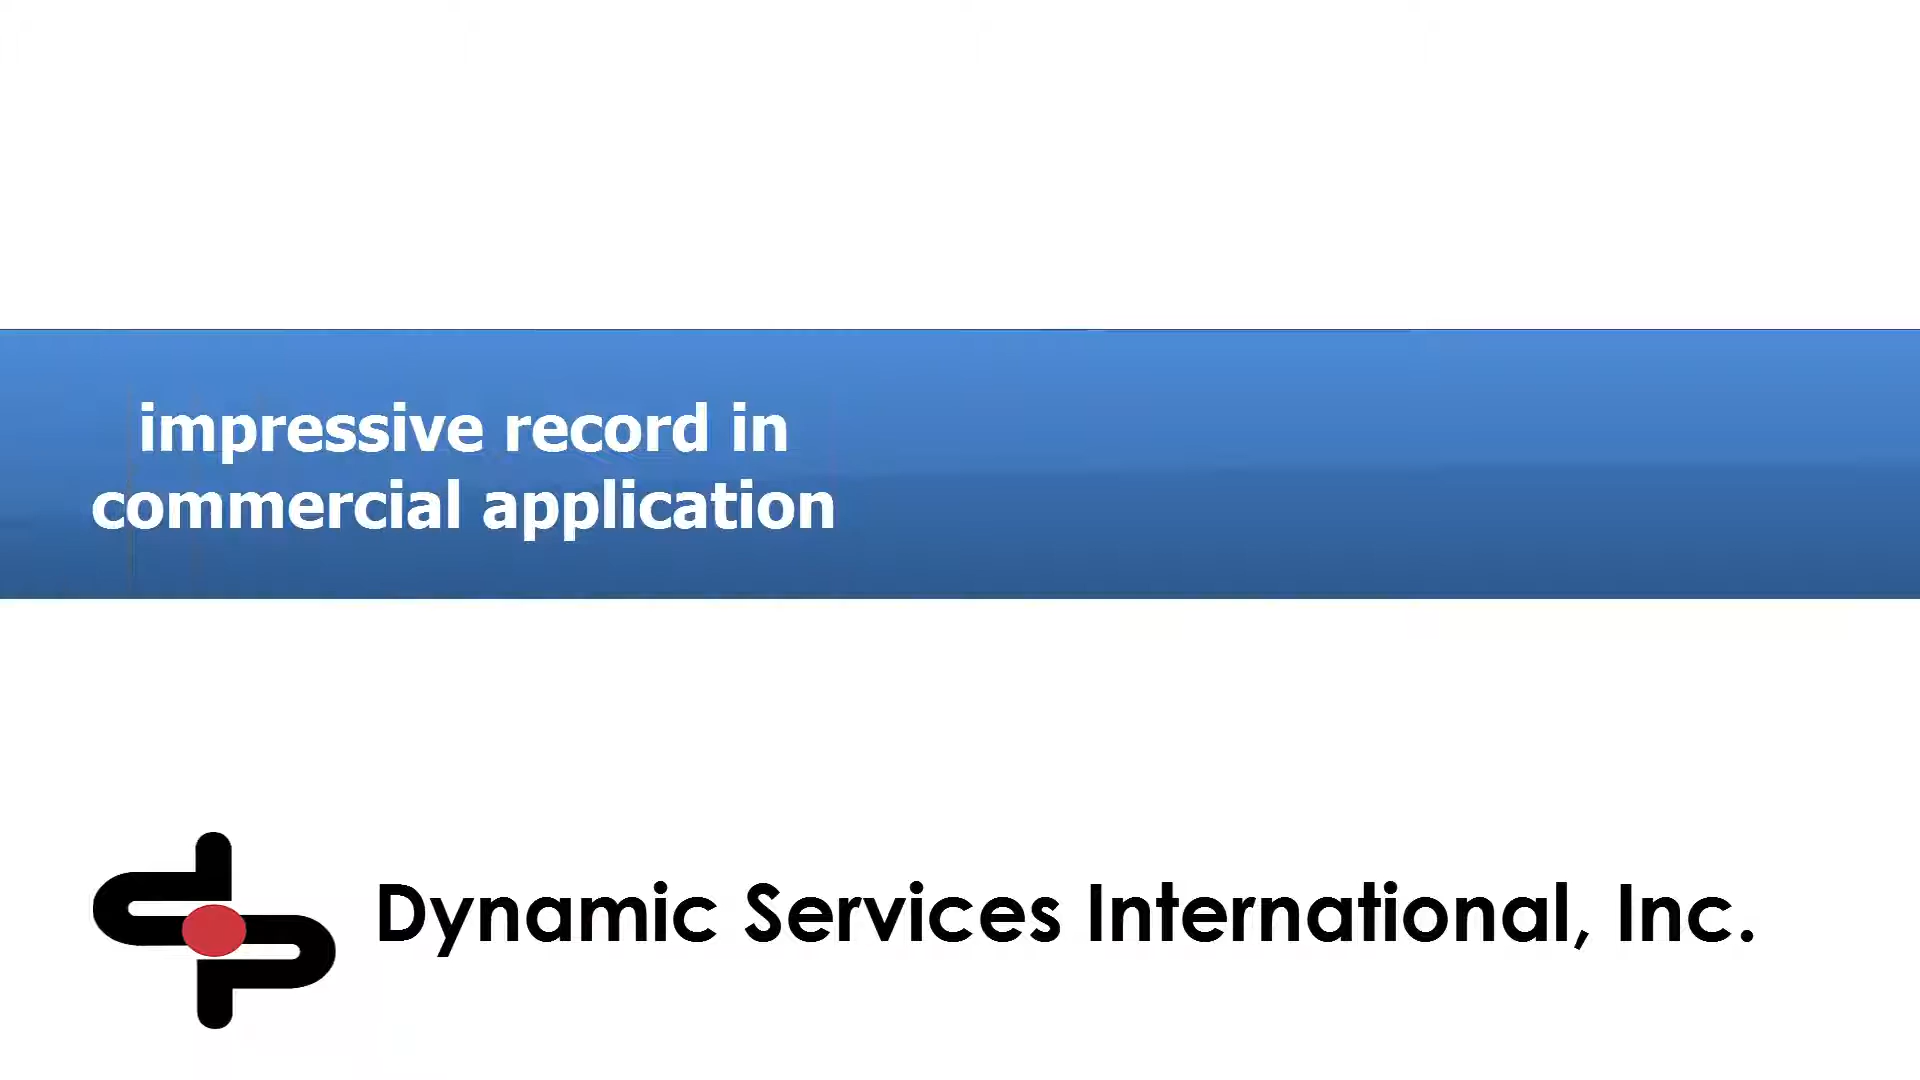 impressive record in
commercial application
Dynamic Services International, Inc.